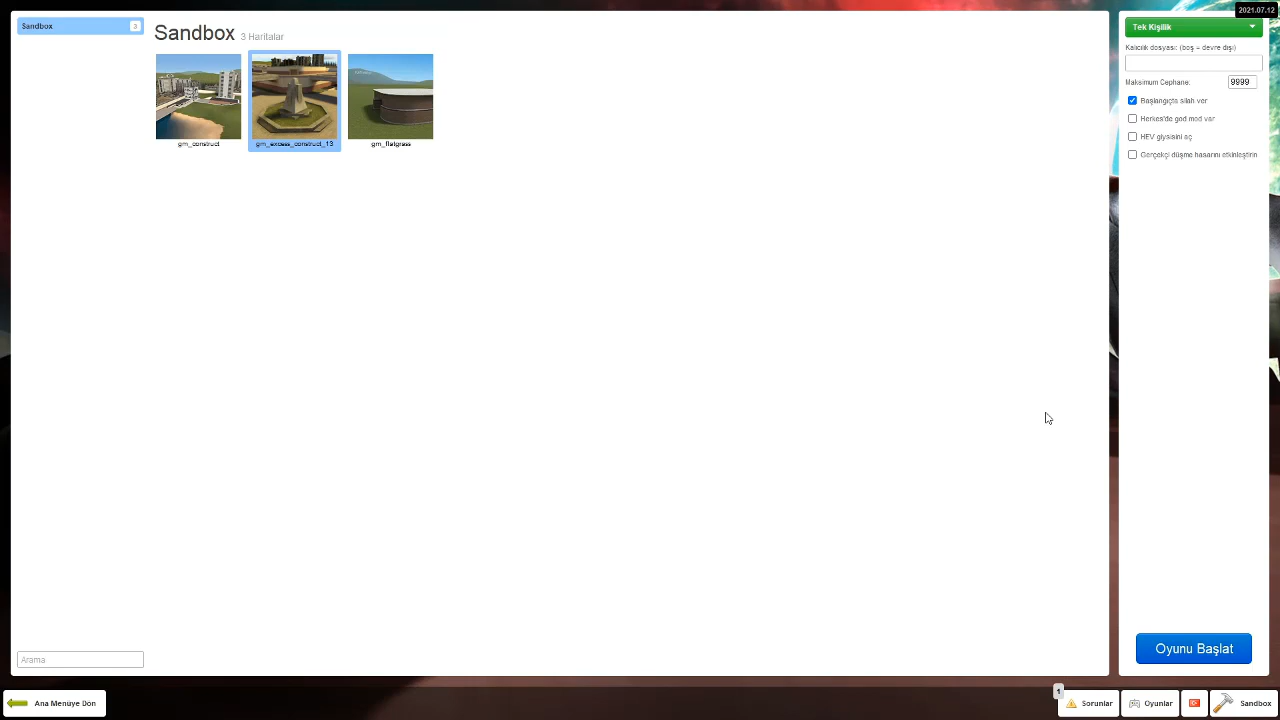 2021.07.12
Sandbox 3
Sandbox 3 Haritalar
gm_construct
gm_excess_construct_13
gm_flatgrass
Tek Kişilik
Kalıcılık dosyası: (boş = devre dışı)
Maksimum Cephane: 9999
Başlangıçta silah ver
Herkes'de god mod var
HEV giysisini aç
Gerçekçi düşme hasarını etkinleştirin
Arama
Oyunu Başlat
Ana Menüye Dön
1
Sorunlar
Oyunlar
Sandbox